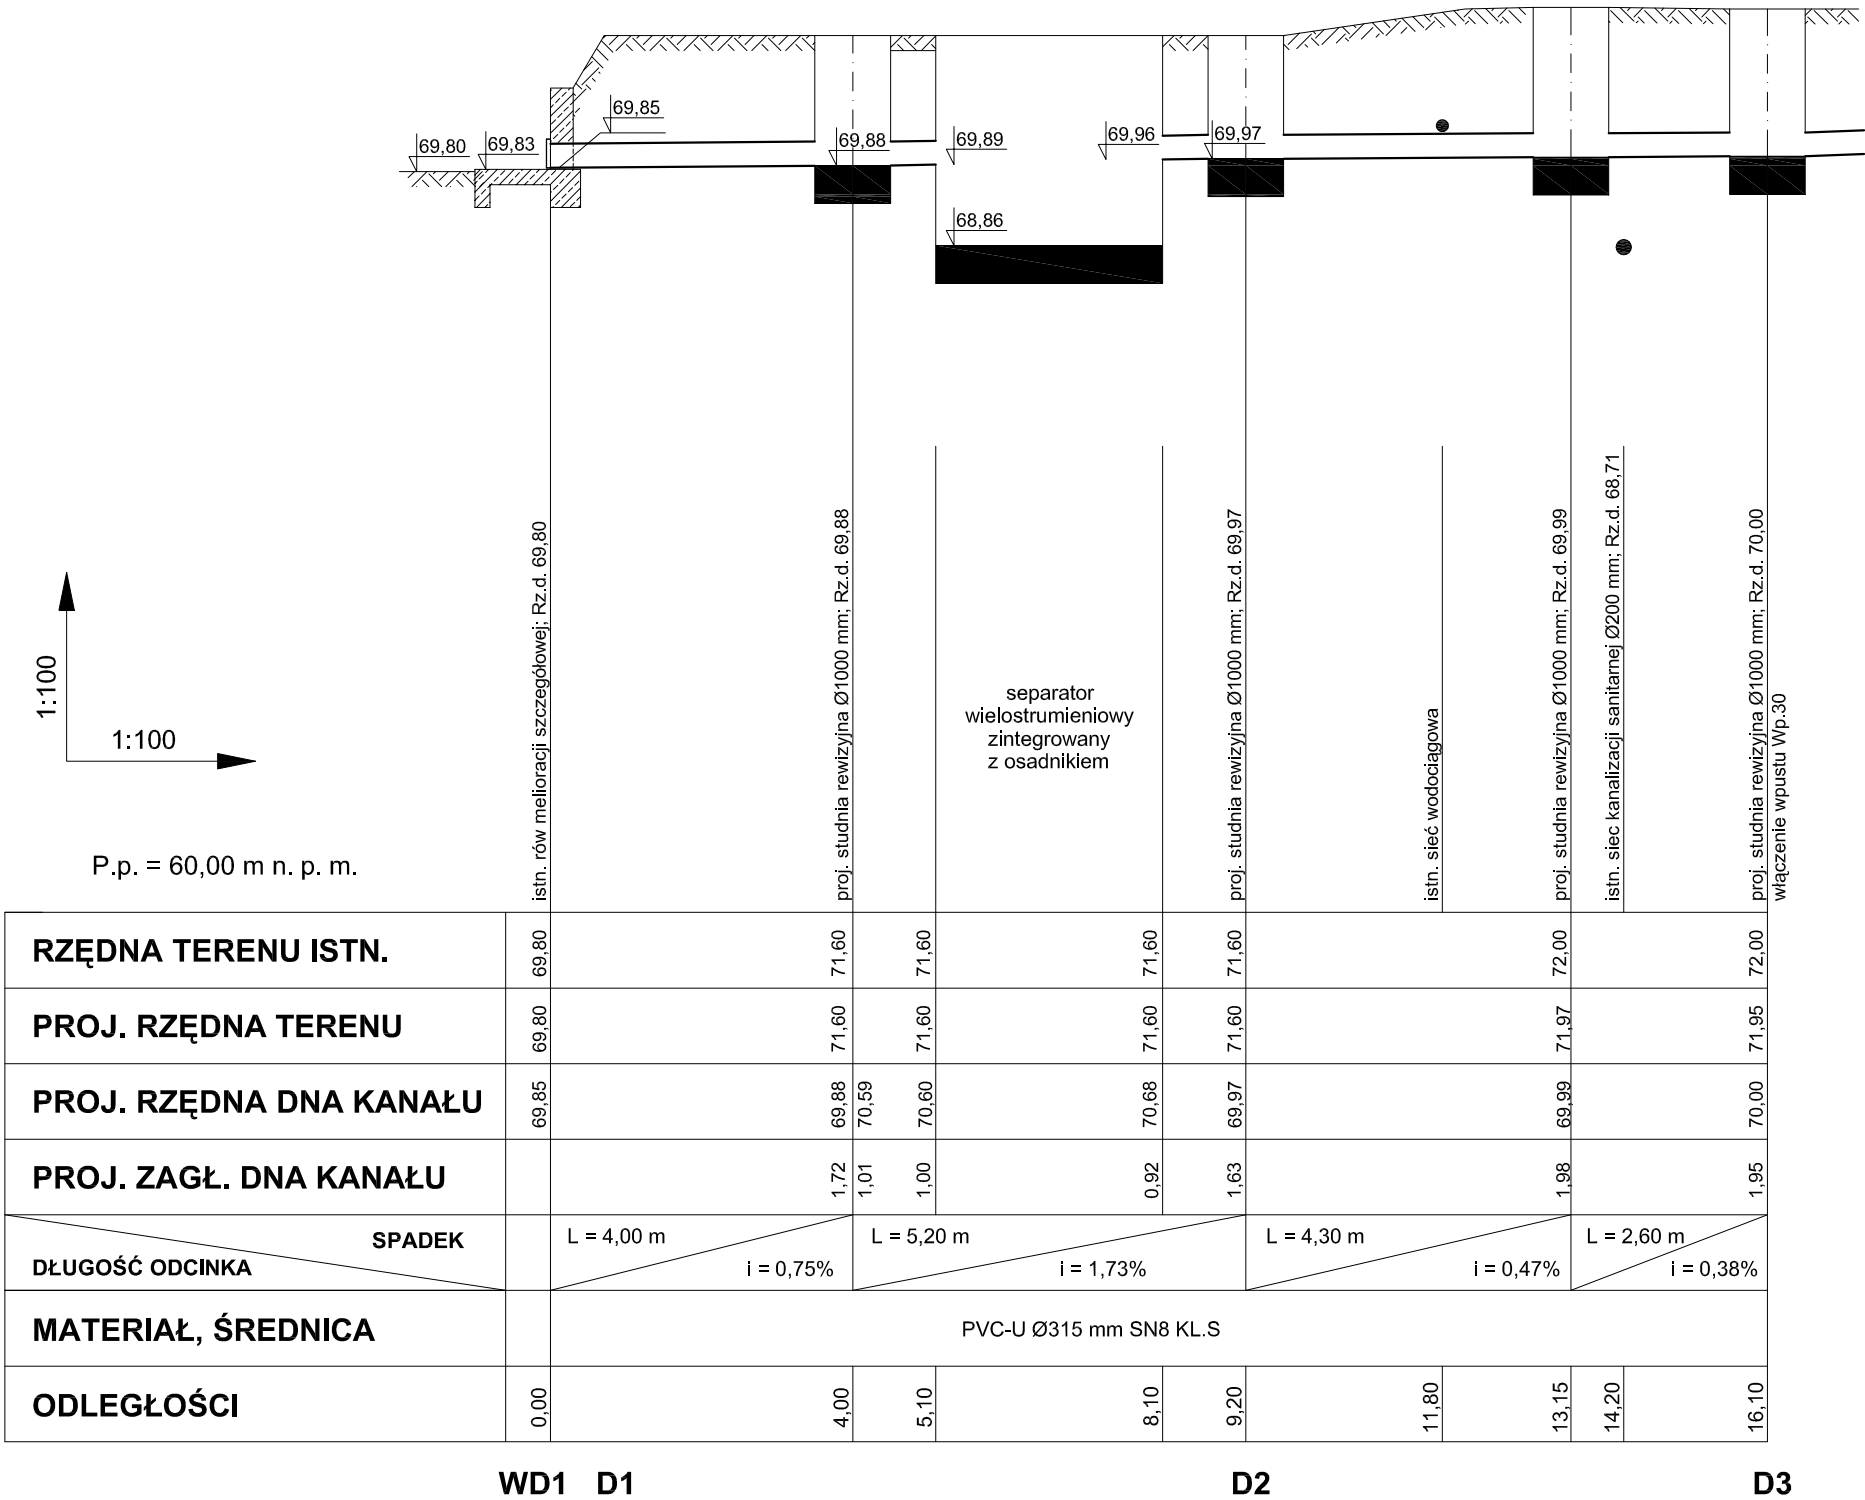 69,80
69,83
69,85
69,88
69,89
69,96
69,97
68,86
istn. rów melioracji szczegółowej; Rz.d. 69,80
proj. studnia rewizyjna Ø1000 mm; Rz.d. 69,88
separator
wielostrumieniowy
zintegrowany
z osadnikiem
proj. studnia rewizyjna Ø1000 mm; Rz.d. 69,97
istn. sieć wodociągowa
proj. studnia rewizyjna Ø1000 mm; Rz.d. 69,99
istn. siec kanalizacji sanitarnej Ø200 mm; Rz.d. 68,71
proj. studnia rewizyjna Ø1000 mm; Rz.d. 70,00
włączenie wpustu Wp.30
1:100
1:100
P.p. = 60,00 m n. p. m.
RZĘDNA TERENU ISTN. 69,80 71,60 71,60 71,60 71,60 72,00 72,00
PROJ. RZĘDNA TERENU 69,80 71,60 71,60 71,60 71,60 71,97 71,95
PROJ. RZĘDNA DNA KANAŁU 69,85 69,88 70,59 70,60 70,68 69,97 69,99 70,00
PROJ. ZAGŁ. DNA KANAŁU 1,72 1,01 1,00 0,92 1,63 1,98 1,95
SPADEK L = 4,00 m L = 5,20 m L = 4,30 m L = 2,60 m
DŁUGOŚĆ ODCINKA i = 0,75% i = 1,73% i = 0,47% i = 0,38%
MATERIAŁ, ŚREDNICA PVC-U Ø315 mm SN8 KL.S
ODLEGŁOŚCI 0,00 4,00 5,10 8,10 9,20 11,80 13,15 14,20 16,10
WD1 D1 D2 D3